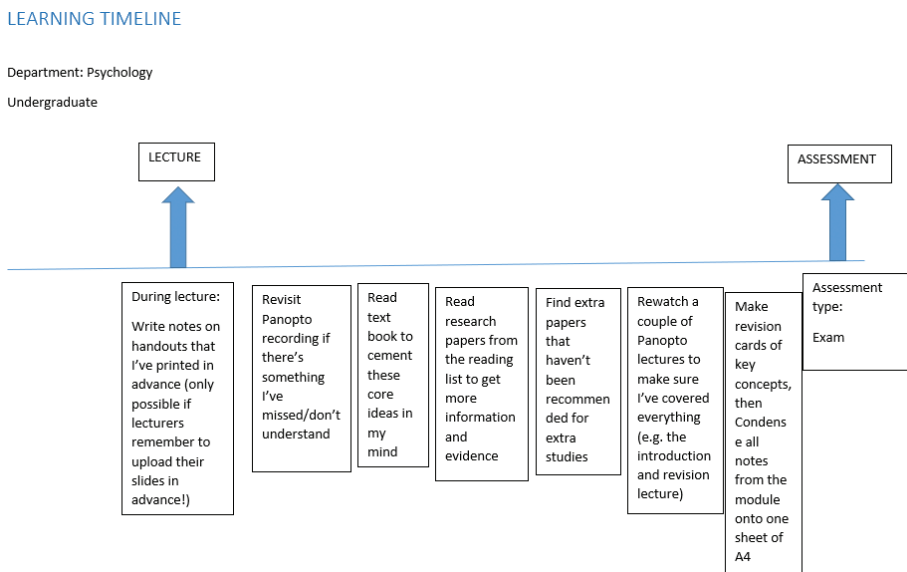 LEARNING TIMELINE
Department: Psychology
Undergraduate
LECTURE
ASSESSMENT
During lecture:
Write notes on
handouts that
I've printed in
advance (only
possible if
lecturers
remember to
upload their
slides in
advance!)
Revisit
Panopto
recording if
there's
something
I've
missed/don't
understand
Read
text
book to
cement
these
core
ideas in
my
mind
Read
research
papers from
the reading
list to get
more
information
and
evidence
Find extra
papers
that
haven't
been
recommen
ded for
extra
studies
Rewatch a
couple of
Panopto
lectures to
make sure
I've covered
everything
(e.g. the
introduction
and revision
lecture)
Make
revision
cards of
key
concepts,
then
Condens
e all
notes
from the
module
onto one
sheet of
A4
Assessment
type:
Exam